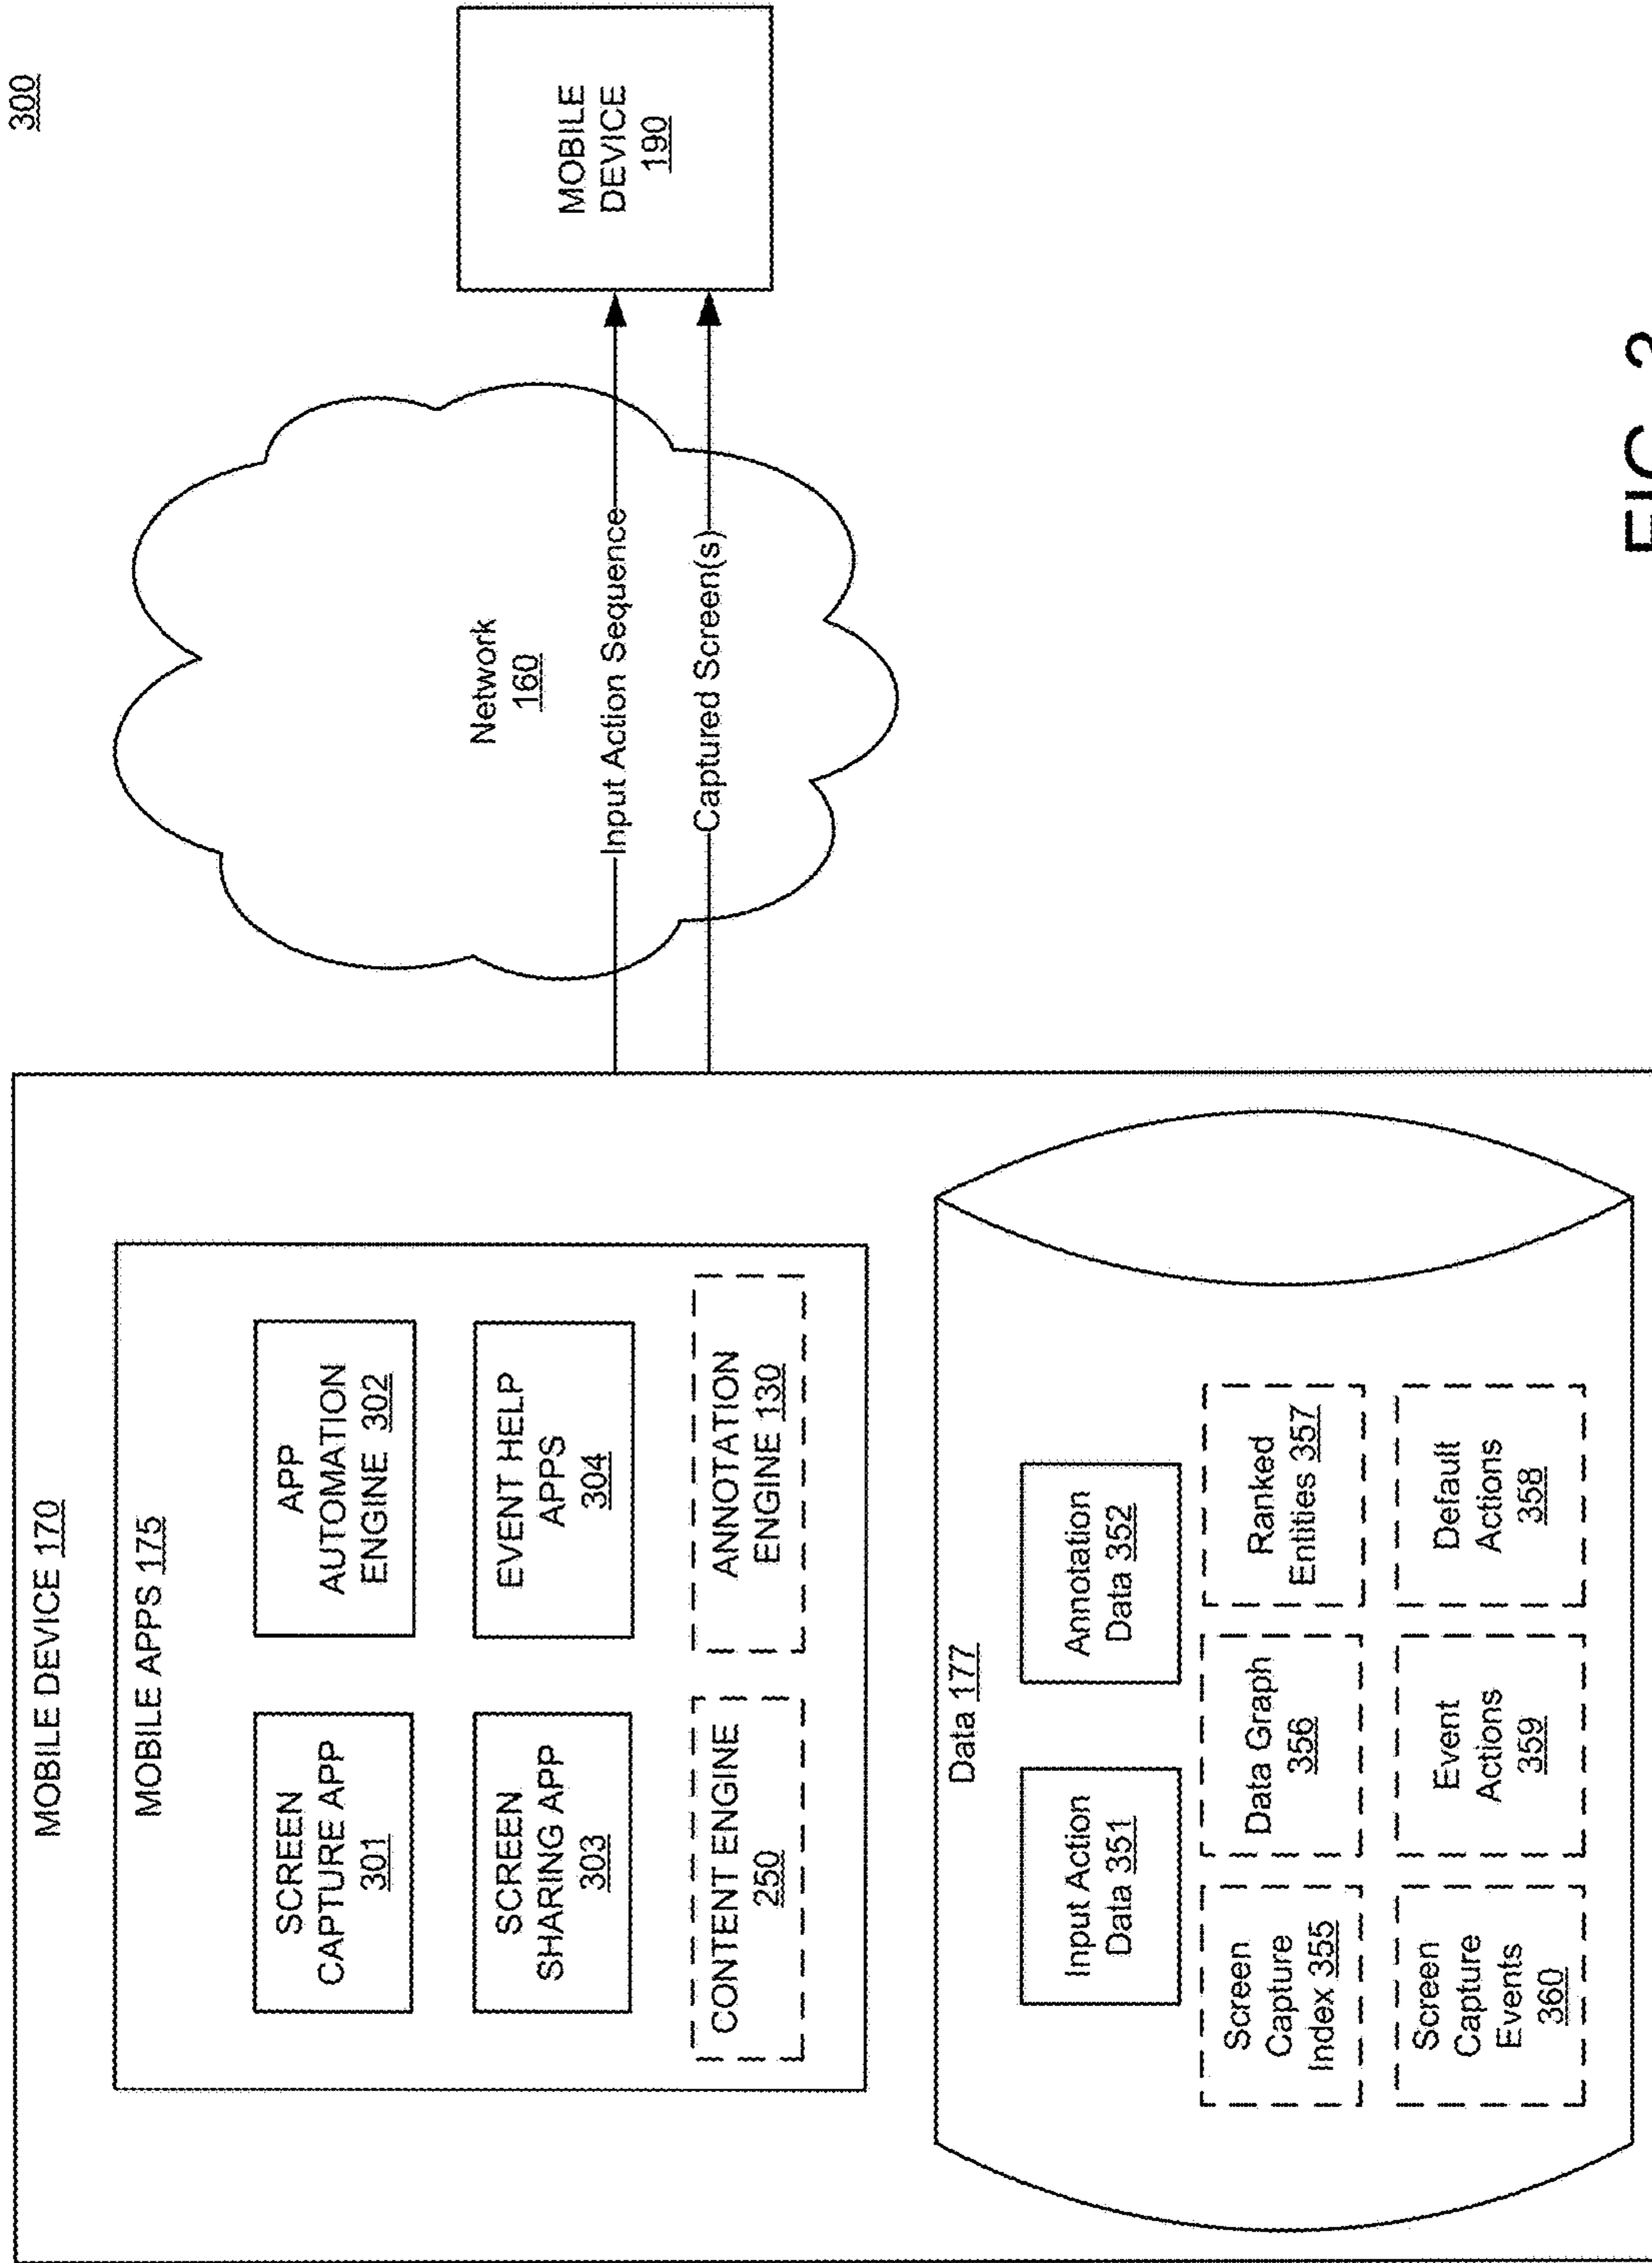 300
MOBILE DEVICE 170
MOBILE APPS 175
SCREEN
CAPTURE APP
301
APP
AUTOMATION
ENGINE 302
SCREEN
SHARING APP
303
EVENT HELP
APPS
304
CONTENT ENGINE
250
ANNOTATION
ENGINE 130
Data 177
Input Action
Data 351
Annotation
Data 352
Screen
Capture
Index 355
Data Graph
356
Ranked
Entities 357
Screen
Capture
Events
360
Event
Actions
359
Default
Actions
358
Network
160
Input Action Sequence
Captured Screen(s)
MOBILE
DEVICE
190